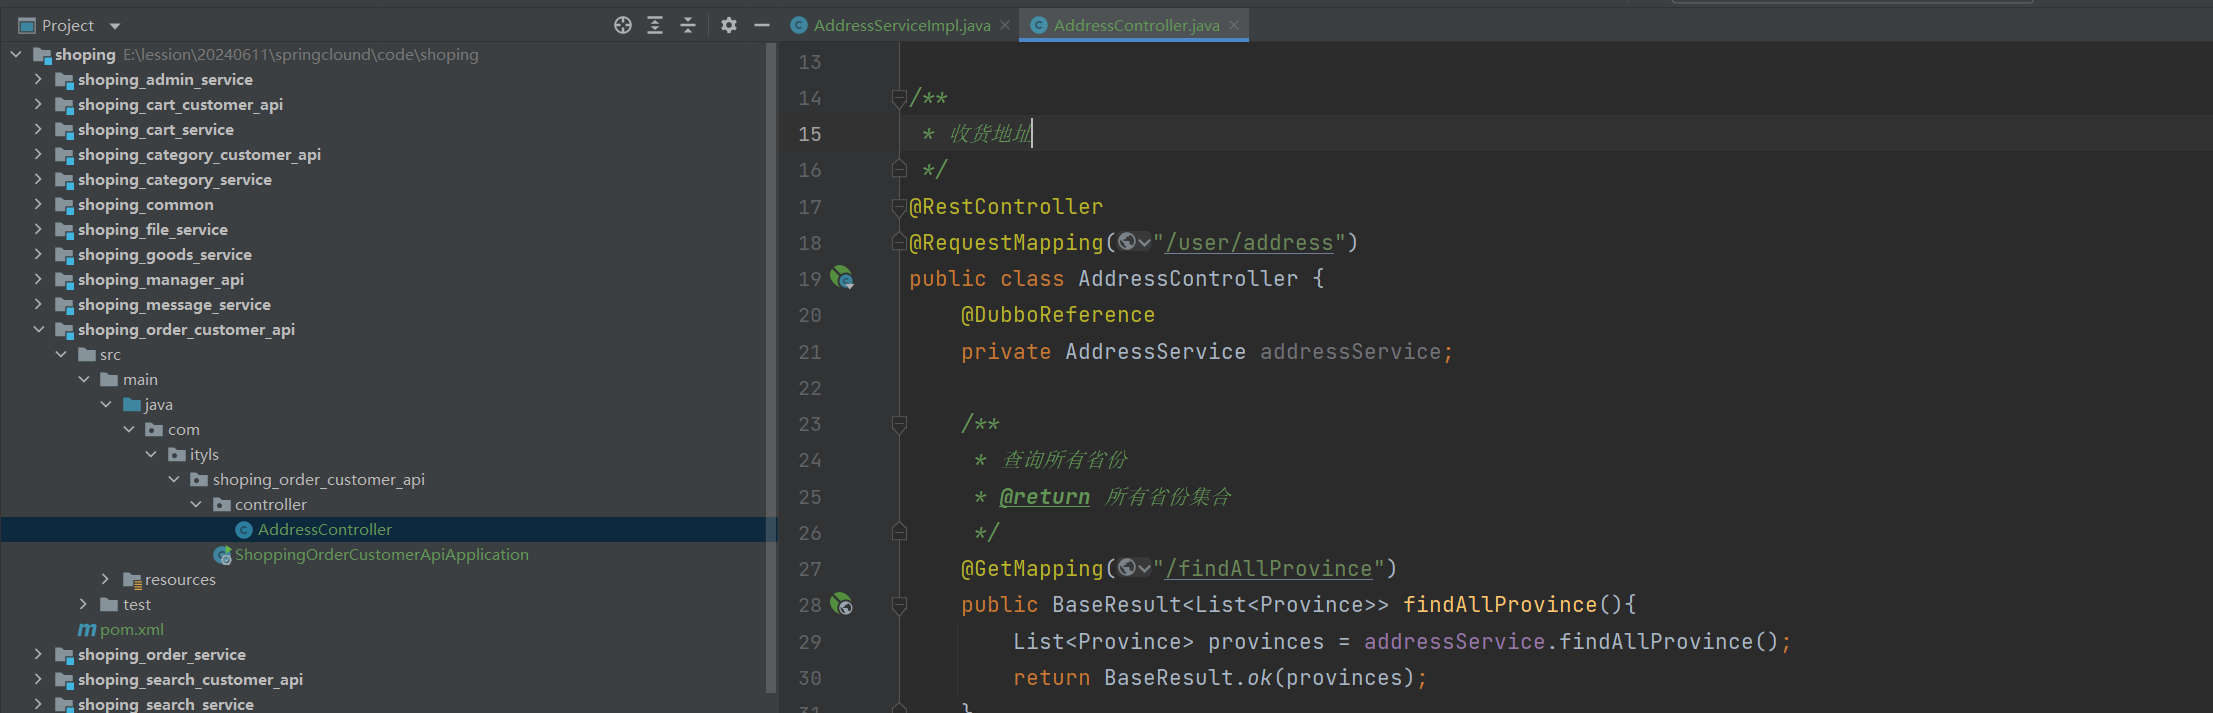 Project
shoping E:\lession\20240611\springclound\code\shoping
shoping_admin_service
shoping_cart_customer_api
shoping_cart_service
shoping_category_customer_api
shoping_category_service
shoping_common
shoping_file_service
shoping_goods_service
shoping_manager_api
shoping_message_service
shoping_order_customer_api
src
main
java
com
ityls
shoping_order_customer_api
controller
AddressController
ShoppingOrderCustomerApiApplication
resources
test
pom.xml
shoping_order_service
shoping_search_customer_api
shoping_search_service
AddressServiceImpl.java
AddressController.java
13
14 /**
15 * 收货地址
16 */
17 @RestController
18 @RequestMapping("/user/address")
19 public class AddressController {
20 @DubboReference
21 private AddressService addressService;
22
23 /**
24 * 查询所有省份
25 * @return 所有省份集合
26 */
27 @GetMapping("/findAllProvince")
28 public BaseResult<List<Province>> findAllProvince(){
29 List<Province> provinces = addressService.findAllProvince();
30 return BaseResult.ok(provinces);
31 }